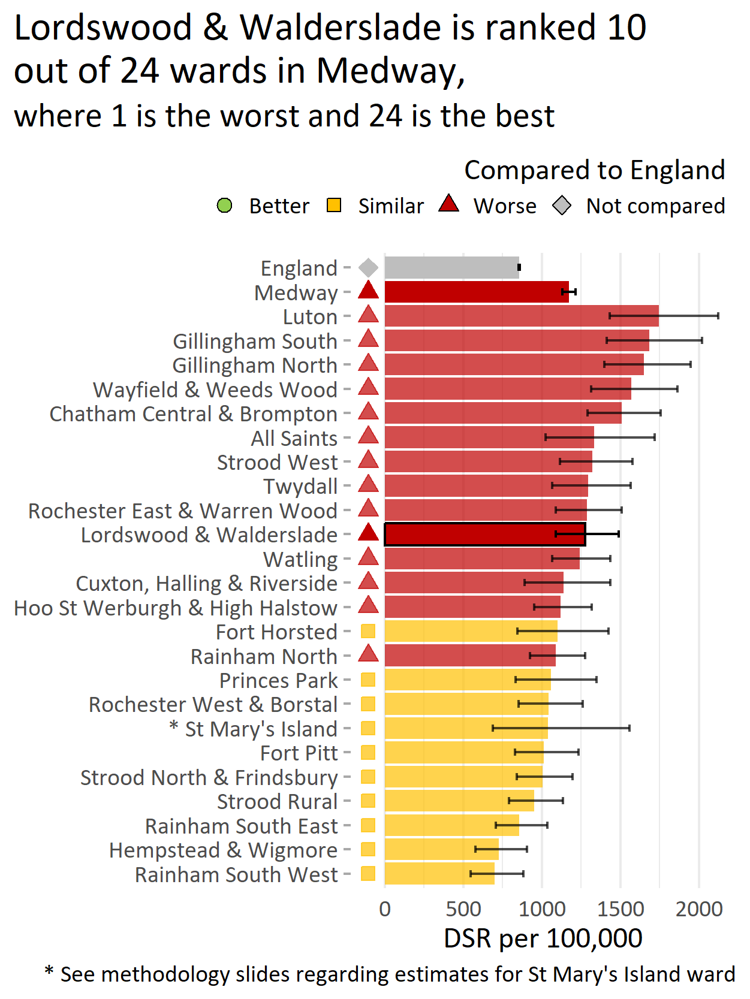 Lordswood & Walderslade is ranked 10
out of 24 wards in Medway,
where 1 is the worst and 24 is the best
Compared to England
Better Similar Worse Not compared
England
Medway
Luton
Gillingham South
Gillingham North
Wayfield & Weeds Wood
Chatham Central & Brompton
All Saints
Strood West
Twydall
Rochester East & Warren Wood
Lordswood & Walderslade
Watling
Cuxton, Halling & Riverside
Hoo St Werburgh & High Halstow
Fort Horsted
Rainham North
Princes Park
Rochester West & Borstal
* St Mary's Island
Fort Pitt
Strood North & Frindsbury
Strood Rural
Rainham South East
Hempstead & Wigmore
Rainham South West
0 500 1000 1500 2000
DSR per 100,000
* See methodology slides regarding estimates for St Mary's Island ward